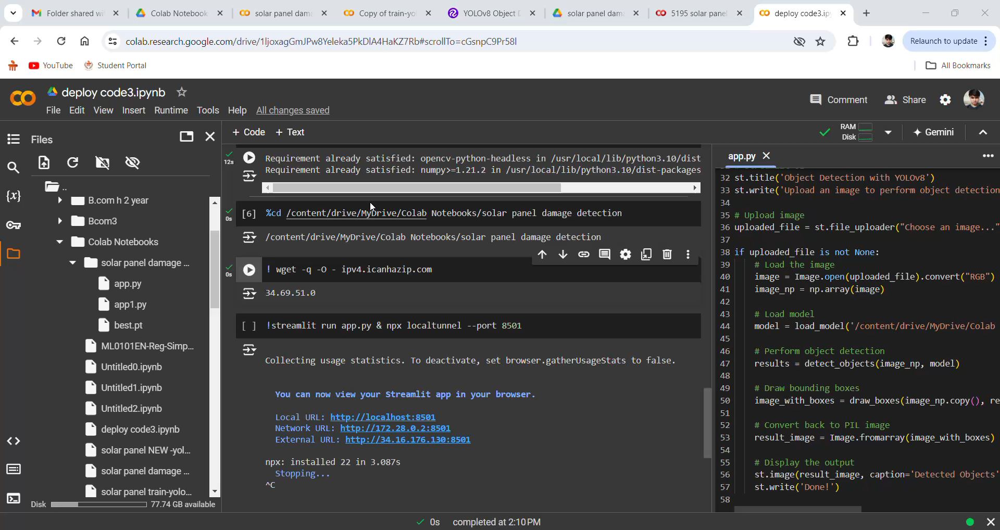 Folder shared wi
Colab Notebook
solar panel dam
Copy of train-yo
YOLOv8 Object D
solar panel dam
5195 solar panel
deploy code3.ip
colab.research.google.com/drive/1ljoxagGmJPw8Yeleka5PkDlA4HaKZ7Rb#scrollTo=cGsnpC9Pr58l
Relaunch to update
YouTube
Student Portal
All Bookmarks
deploy code3.ipynb
Comment
Share
File Edit View Insert Runtime Tools Help All changes saved
Files
+ Code + Text
RAM
Disk
Gemini
..
B.com h 2 year
Bcom3
Colab Notebooks
solar panel damage ...
app.py
app1.py
best.pt
ML0101EN-Reg-Simp...
Untitled0.ipynb
Untitled1.ipynb
Untitled2.ipynb
deploy code3.ipynb
solar panel NEW -yol...
solar panel damage ...
solar panel train-yolo...
Disk 77.74 GB available
12s
Requirement already satisfied: opencv-python-headless in /usr/local/lib/python3.10/dist
Requirement already satisfied: numpy>=1.21.2 in /usr/local/lib/python3.10/dist-packages
0s
[6] %cd /content/drive/MyDrive/Colab Notebooks/solar panel damage detection
/content/drive/MyDrive/Colab Notebooks/solar panel damage detection
0s
! wget -q -O - ipv4.icanhazip.com
34.69.51.0
[ ] !streamlit run app.py & npx localtunnel --port 8501
Collecting usage statistics. To deactivate, set browser.gatherUsageStats to false.
You can now view your Streamlit app in your browser.
Local URL: http://localhost:8501
Network URL: http://172.28.0.2:8501
External URL: http://34.16.176.130:8501
npx: installed 22 in 3.087s
Stopping...
^C
app.py
32 st.title('Object Detection with YOLOv8')
33 st.write('Upload an image to perform object detection
34
35 # Upload image
36 uploaded_file = st.file_uploader("Choose an image..."
37
38 if uploaded_file is not None:
39 # Load the image
40 image = Image.open(uploaded_file).convert("RGB")
41 image_np = np.array(image)
42
43 # Load model
44 model = load_model('/content/drive/MyDrive/Colab
45
46 # Perform object detection
47 results = detect_objects(image_np, model)
48
49 # Draw bounding boxes
50 image_with_boxes = draw_boxes(image_np.copy(), re
51
52 # Convert back to PIL image
53 result_image = Image.fromarray(image_with_boxes)
54
55 # Display the output
56 st.image(result_image, caption='Detected Objects'
57 st.write('Done!')
58
0s completed at 2:10 PM